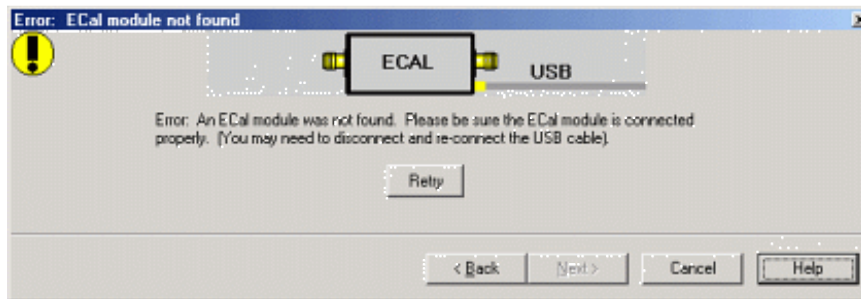 Error: ECal module not found
ECAL
USB
Error: An ECal module was not found. Please be sure the ECal module is connected
properly. (You may need to disconnect and re-connect the USB cable).
Retry
< Back Next > Cancel Help